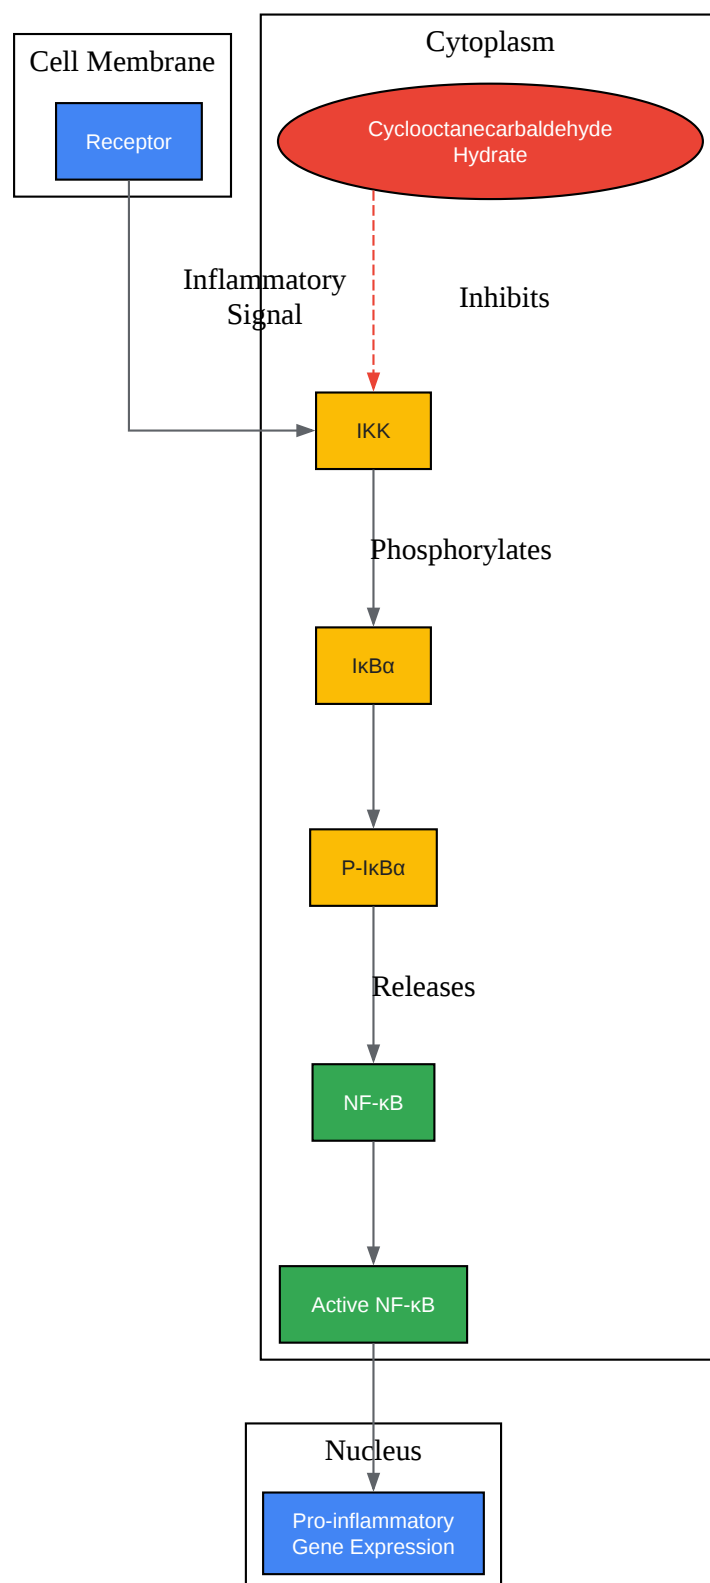 Cell Membrane
Receptor
Cytoplasm
Cyclooctanecarbaldehyde
Hydrate
Inflammatory
Signal
Inhibits
IKK
Phosphorylates
IκBα
P-IκBα
Releases
NF-κB
Active NF-κB
Nucleus
Pro-inflammatory
Gene Expression